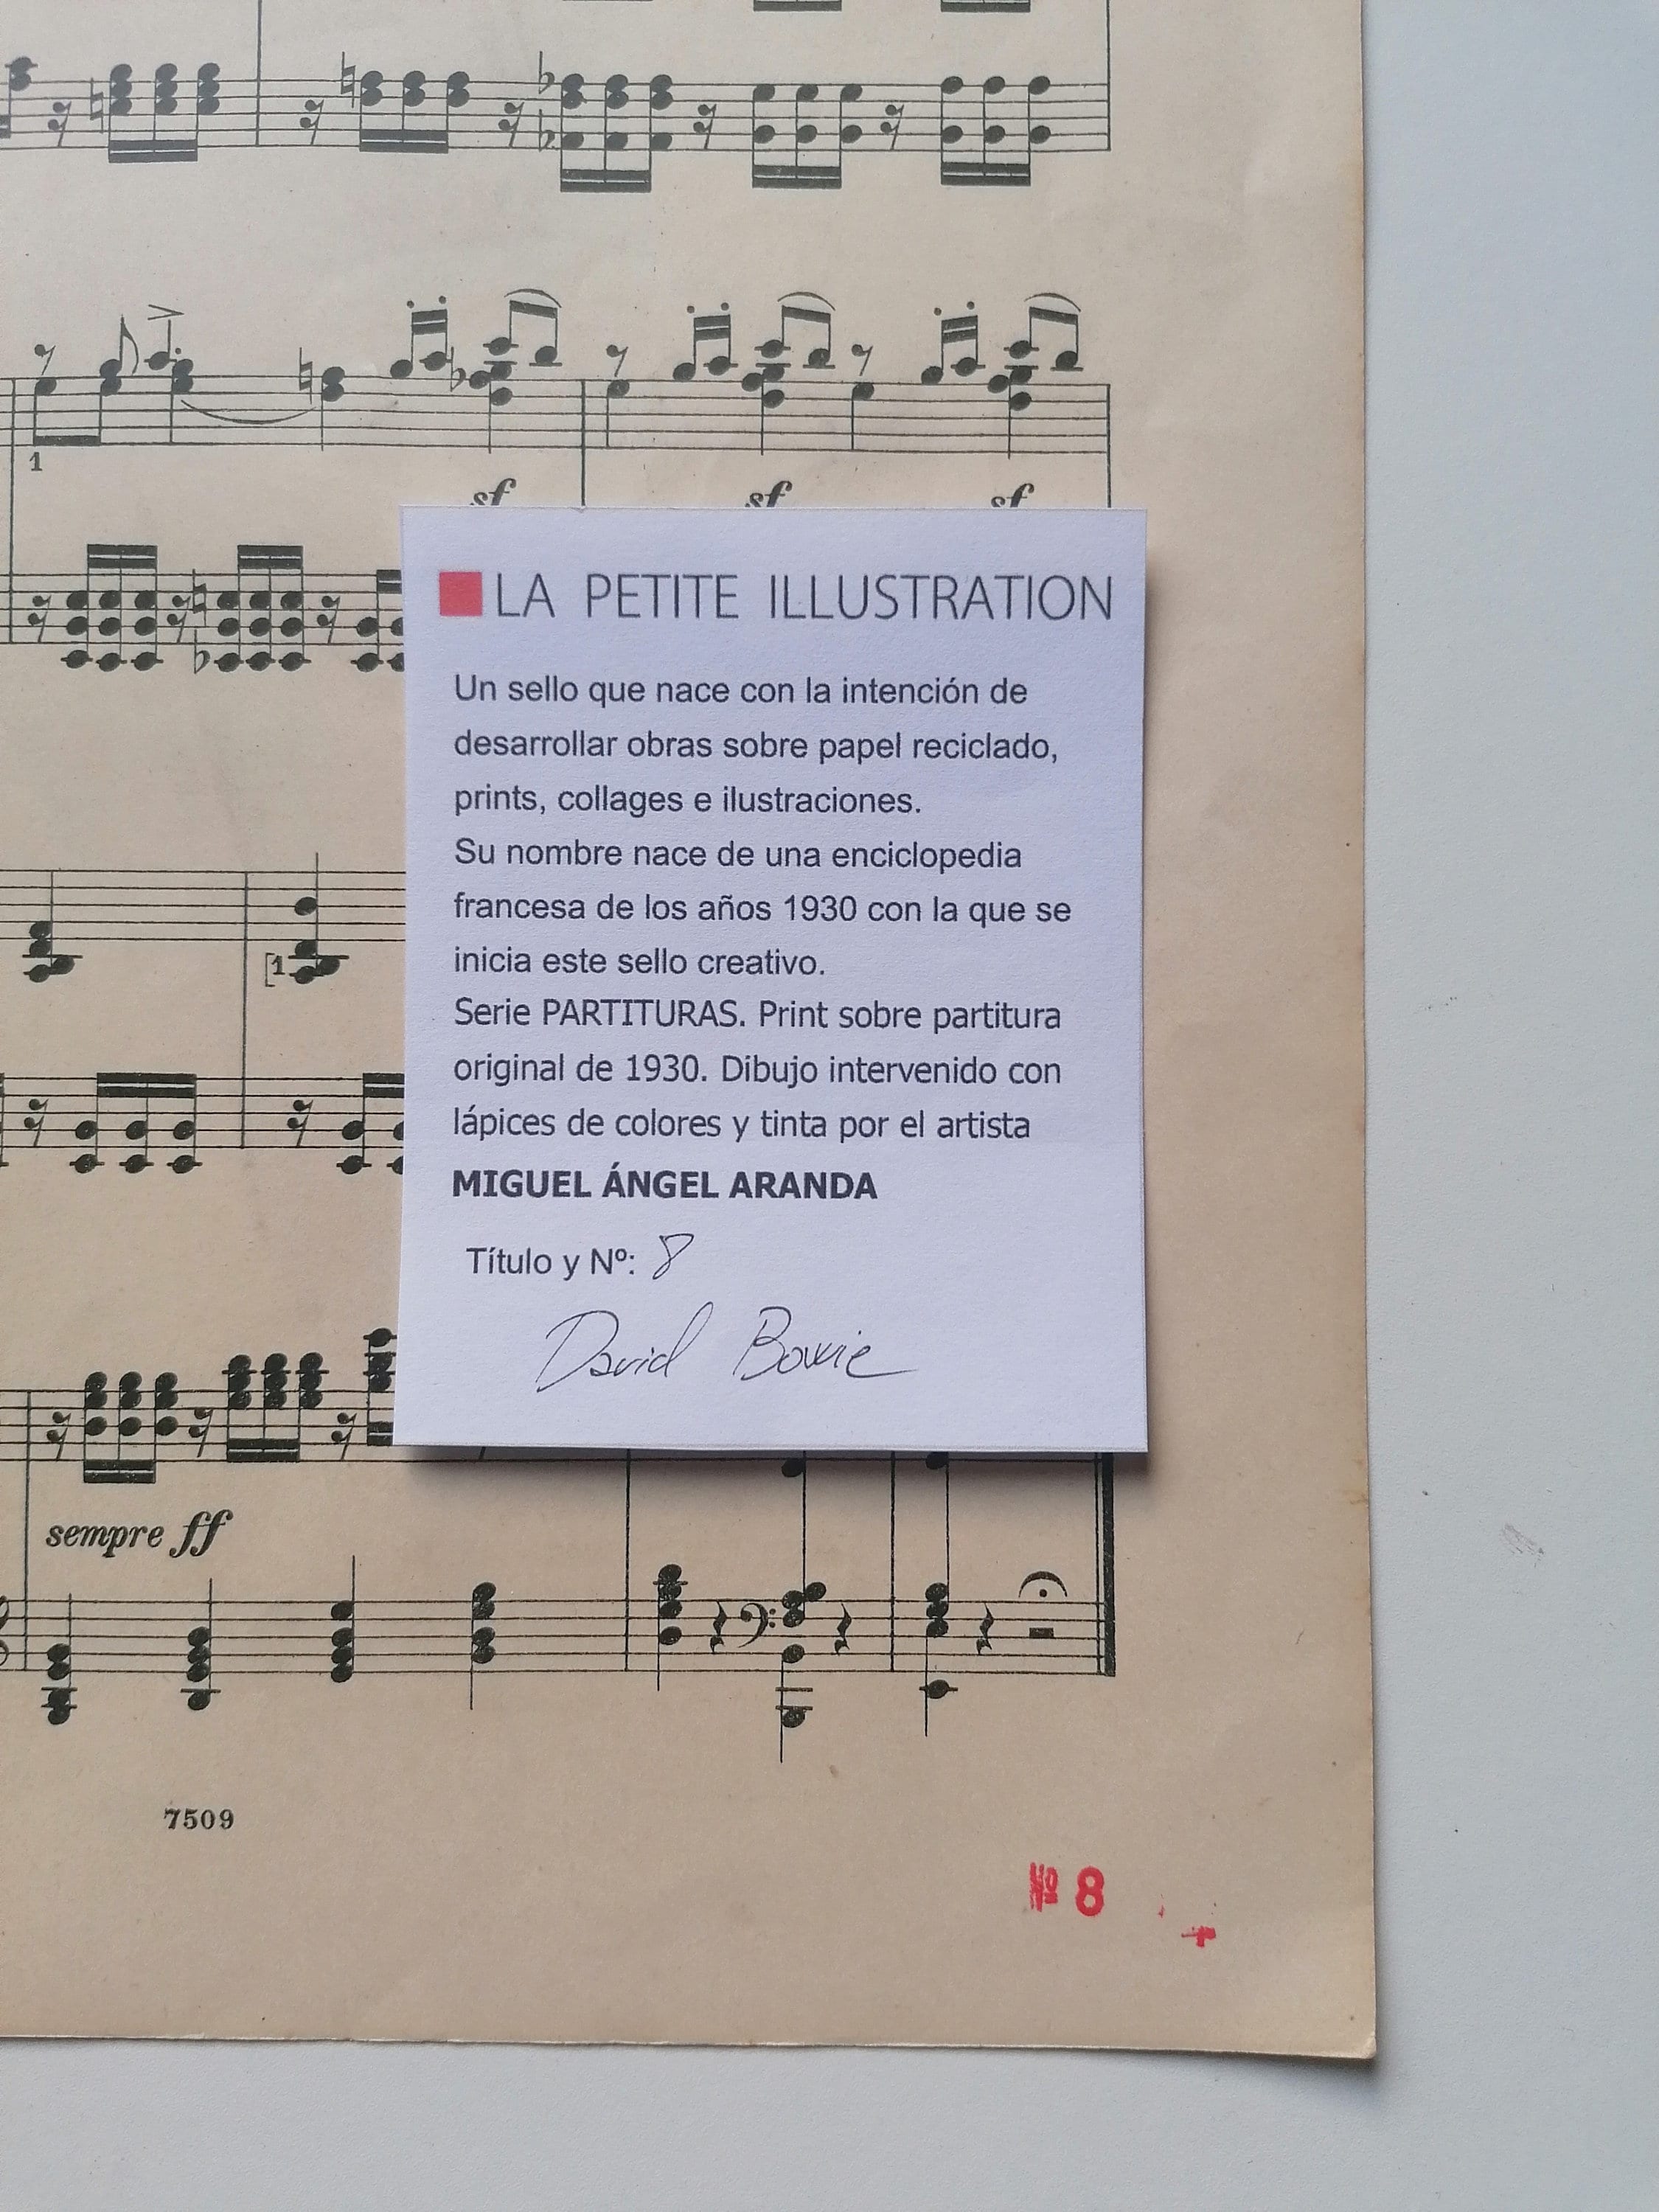 1
sf sf sf
LA PETITE ILLUSTRATION
Un sello que nace con la intención de
desarrollar obras sobre papel reciclado,
prints, collages e ilustraciones.
Su nombre nace de una enciclopedia
francesa de los años 1930 con la que se
inicia este sello creativo.
[1
Serie PARTITURAS. Print sobre partitura
original de 1930. Dibujo intervenido con
lápices de colores y tinta por el artista
MIGUEL ÁNGEL ARANDA
Título y Nº: 8
David Bowie
sempre ff
7509
Nº 8